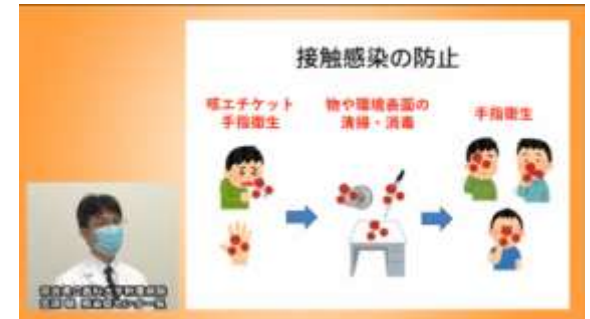 接触感染の防止
咳エチケット
手指衛生
物や環境表面の
清掃・消毒
手指衛生